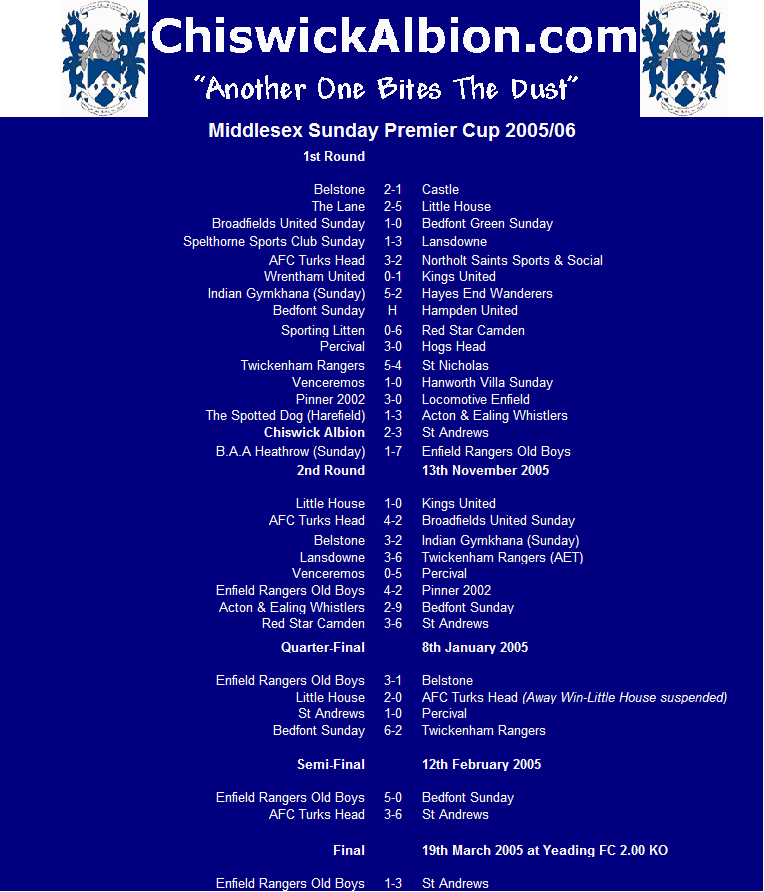 ChiswickAlbion.com
"Another One Bites The Dust"
Middlesex Sunday Premier Cup 2005/06
1st Round
Belstone 2-1 Castle
The Lane 2-5 Little House
Broadfields United Sunday 1-0 Bedfont Green Sunday
Spelthorne Sports Club Sunday 1-3 Lansdowne
AFC Turks Head 3-2 Northolt Saints Sports & Social
Wrentham United 0-1 Kings United
Indian Gymkhana (Sunday) 5-2 Hayes End Wanderers
Bedfont Sunday H Hampden United
Sporting Litten 0-6 Red Star Camden
Percival 3-0 Hogs Head
Twickenham Rangers 5-4 St Nicholas
Venceremos 1-0 Hanworth Villa Sunday
Pinner 2002 3-0 Locomotive Enfield
The Spotted Dog (Harefield) 1-3 Acton & Ealing Whistlers
Chiswick Albion 2-3 St Andrews
B.A.A Heathrow (Sunday) 1-7 Enfield Rangers Old Boys
2nd Round 13th November 2005
Little House 1-0 Kings United
AFC Turks Head 4-2 Broadfields United Sunday
Belstone 3-2 Indian Gymkhana (Sunday)
Lansdowne 3-6 Twickenham Rangers (AET)
Venceremos 0-5 Percival
Enfield Rangers Old Boys 4-2 Pinner 2002
Acton & Ealing Whistlers 2-9 Bedfont Sunday
Red Star Camden 3-6 St Andrews
Quarter-Final 8th January 2005
Enfield Rangers Old Boys 3-1 Belstone
Little House 2-0 AFC Turks Head (Away Win-Little House suspended)
St Andrews 1-0 Percival
Bedfont Sunday 6-2 Twickenham Rangers
Semi-Final 12th February 2005
Enfield Rangers Old Boys 5-0 Bedfont Sunday
AFC Turks Head 3-6 St Andrews
Final 19th March 2005 at Yeading FC 2.00 KO
Enfield Rangers Old Boys 1-3 St Andrews